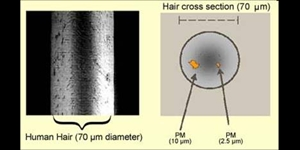 Hair cross section (70 µm)
Human Hair (70 µm diameter)
PM
(10 µm)
PM
(2.5 µm)